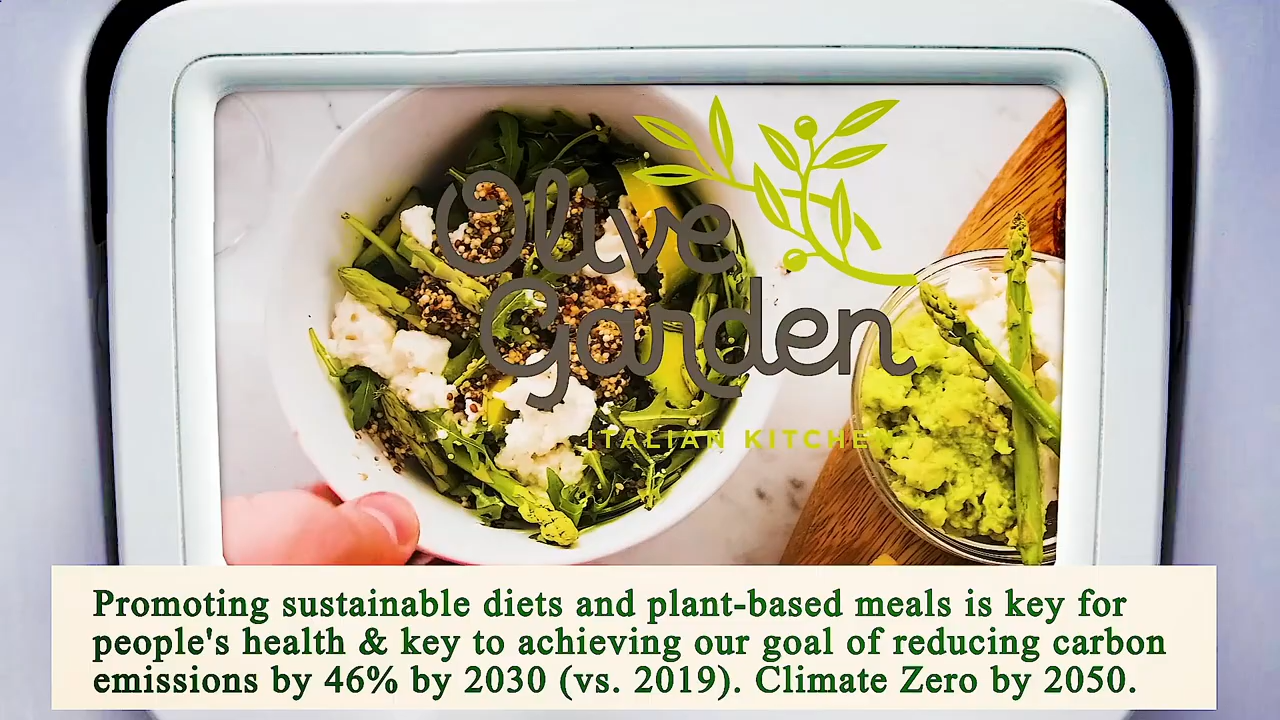 Olive
Garden
ITALIAN KITCHEN
Promoting sustainable diets and plant-based meals is key for
people's health & key to achieving our goal of reducing carbon
emissions by 46% by 2030 (vs. 2019). Climate Zero by 2050.